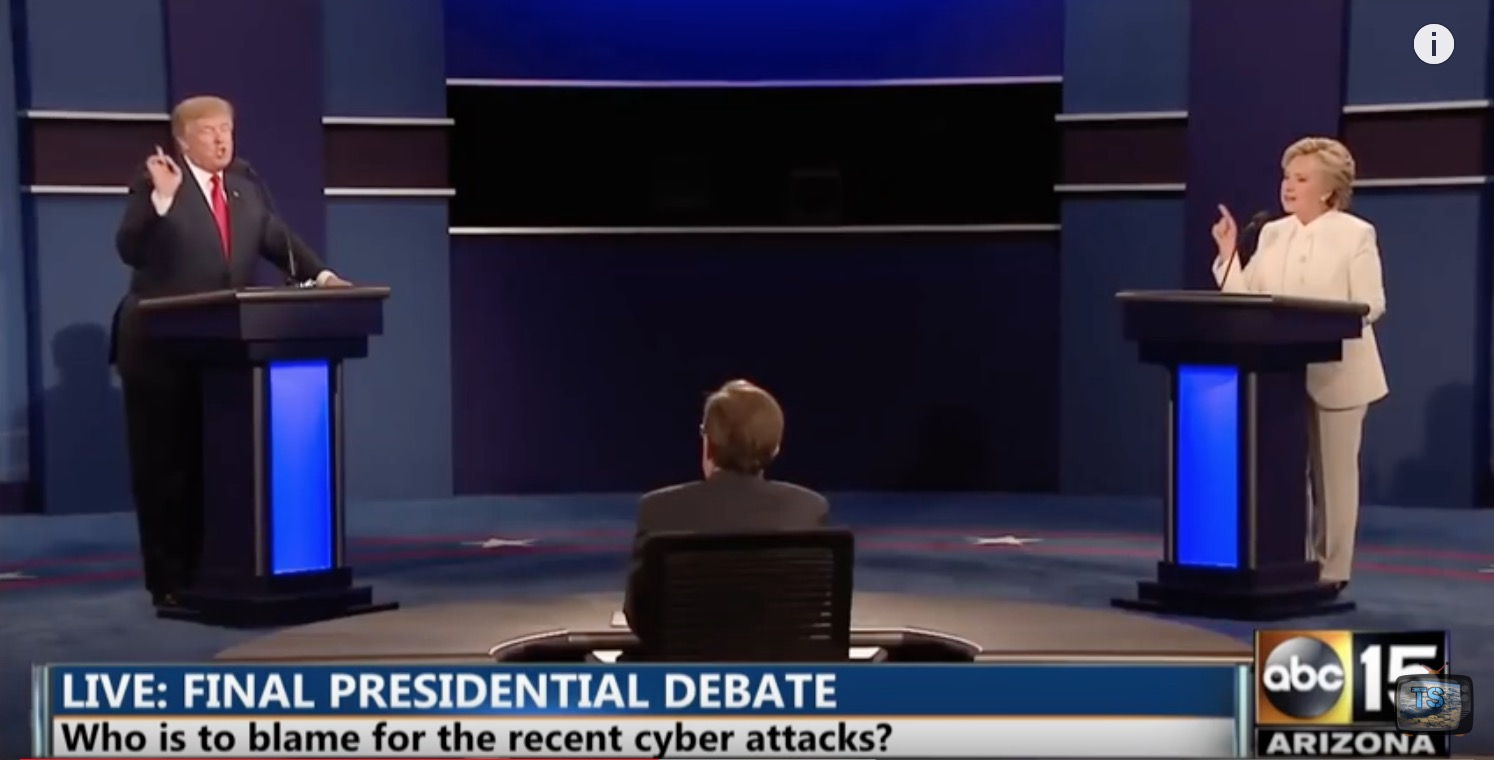 i
LIVE: FINAL PRESIDENTIAL DEBATE
Who is to blame for the recent cyber attacks?
abc 15
TS
ARIZONA